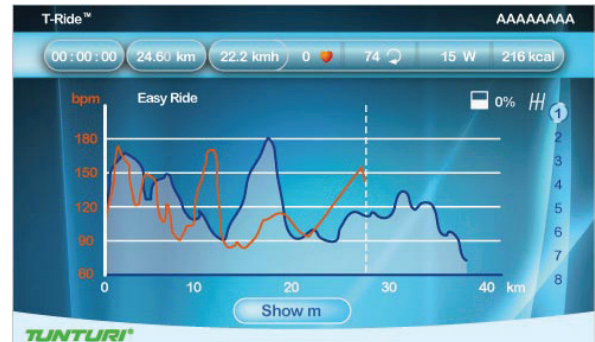 T-Ride™ AAAAAAAA
00:00:00 24.60 km 22.2 kmh 0 74 15 W 216 kcal
bpm Easy Ride 0%
180
150
120
90
60
1
2
3
4
5
6
7
8
0 10 20 30 40 km
Show m
TUNTURI®